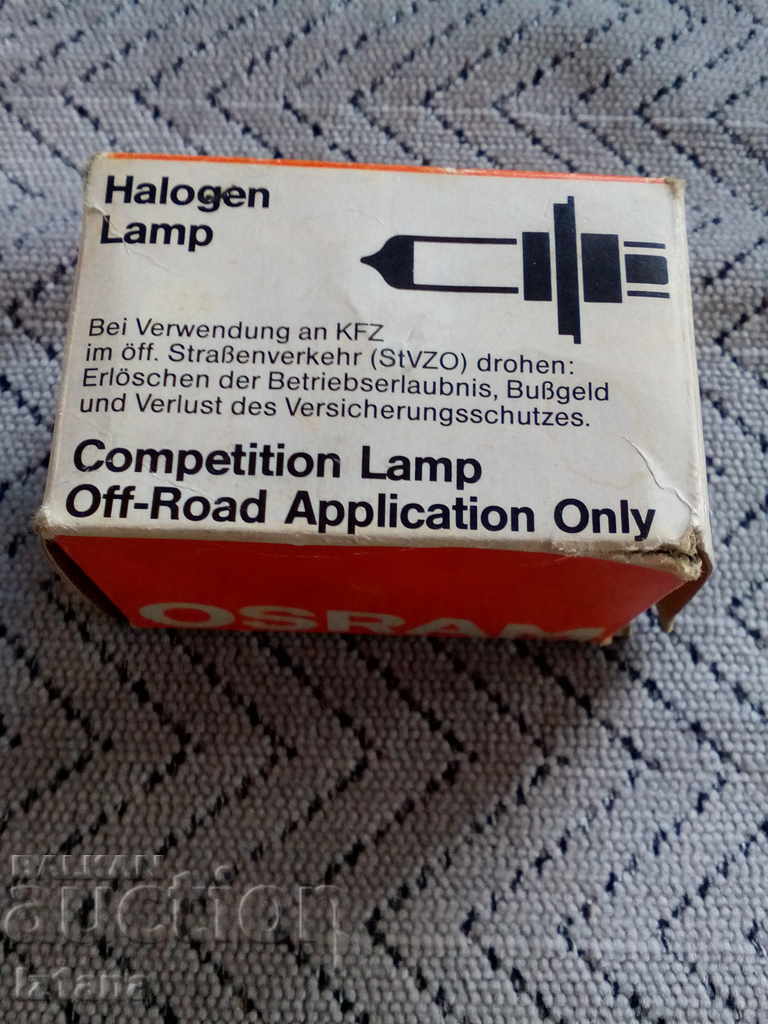 Halogen
Lamp
Bei Verwendung an KFZ
im öff. Straßenverkehr (StVZO) drohen:
Erlöschen der Betriebserlaubnis, Bußgeld
und Verlust des Versicherungsschutzes.
Competition Lamp
Off-Road Application Only
OSRAM
BALKAN
auction
Iziana